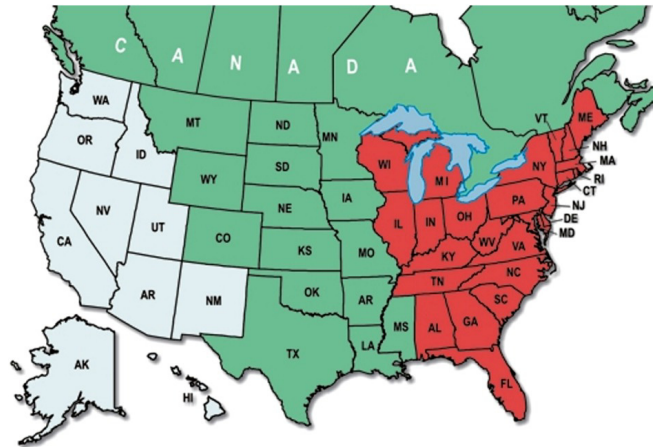 C A N A D A
WA
OR
ID
MT
ND
MN
SD
WY
NV
UT
CA
CO
NE
IA
KS
MO
AR
NM
OK
AR
TX
LA
MS
WI
MI
IL
IN
OH
KY
WV
VA
TN
NC
SC
AL
GA
FL
PA
NY
VT
ME
NH
MA
RI
CT
NJ
DE
MD
AK
HI